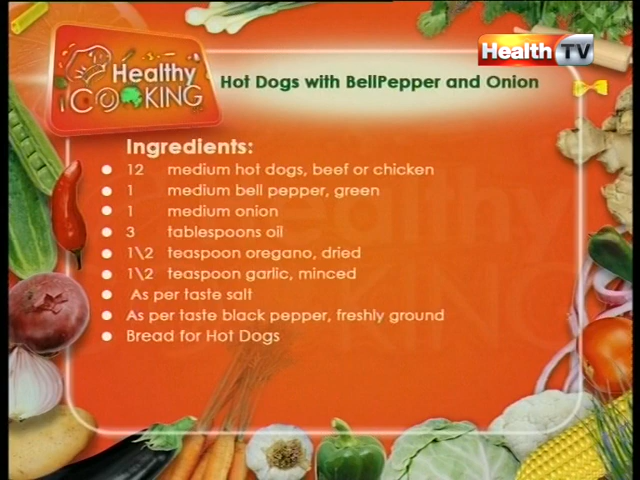 Health TV
Healthy
COOKING
Hot Dogs with BellPepper and Onion
Ingredients:
12 medium hot dogs, beef or chicken
1 medium bell pepper, green
1 medium onion
3 tablespoons oil
1\2 teaspoon oregano, dried
1\2 teaspoon garlic, minced
As per taste salt
As per taste black pepper, freshly ground
Bread for Hot Dogs